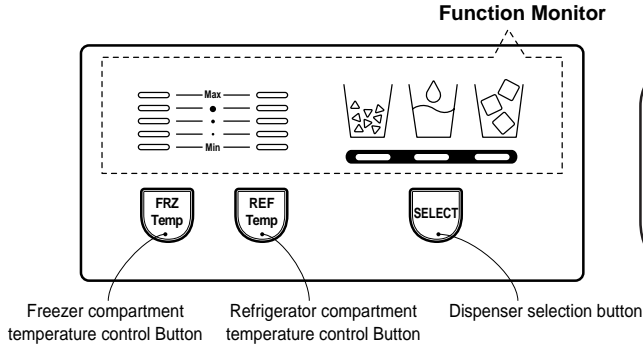 Function Monitor
Max
Min
FRZ
Temp
REF
Temp
SELECT
Freezer compartment
temperature control Button
Refrigerator compartment
temperature control Button
Dispenser selection button